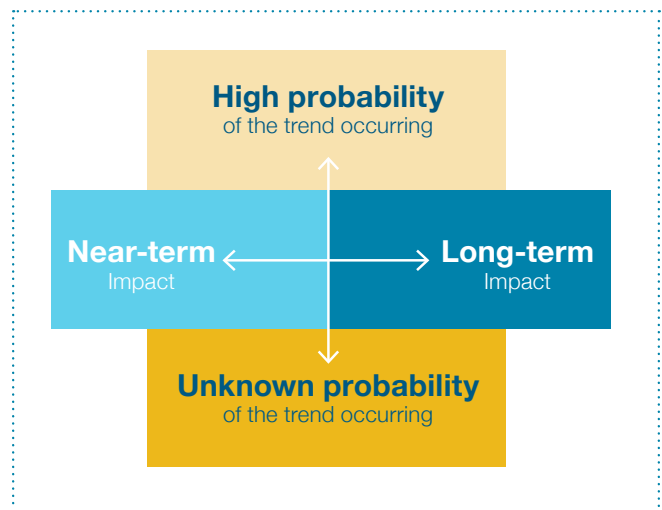 High probability
of the trend occurring
Near-term
Impact
Long-term
Impact
Unknown probability
of the trend occurring